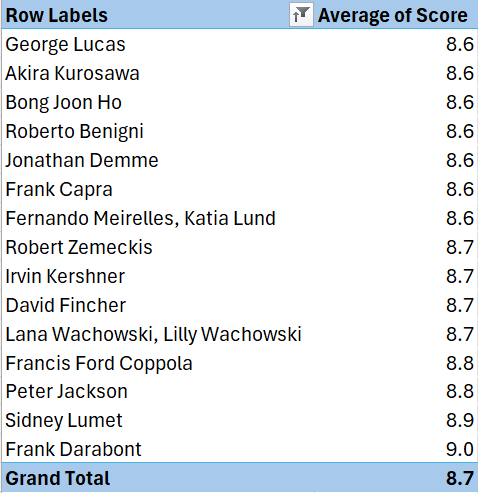 Row Labels Average of Score
George Lucas 8.6
Akira Kurosawa 8.6
Bong Joon Ho 8.6
Roberto Benigni 8.6
Jonathan Demme 8.6
Frank Capra 8.6
Fernando Meirelles, Katia Lund 8.6
Robert Zemeckis 8.7
Irvin Kershner 8.7
David Fincher 8.7
Lana Wachowski, Lilly Wachowski 8.7
Francis Ford Coppola 8.8
Peter Jackson 8.8
Sidney Lumet 8.9
Frank Darabont 9.0
Grand Total 8.7